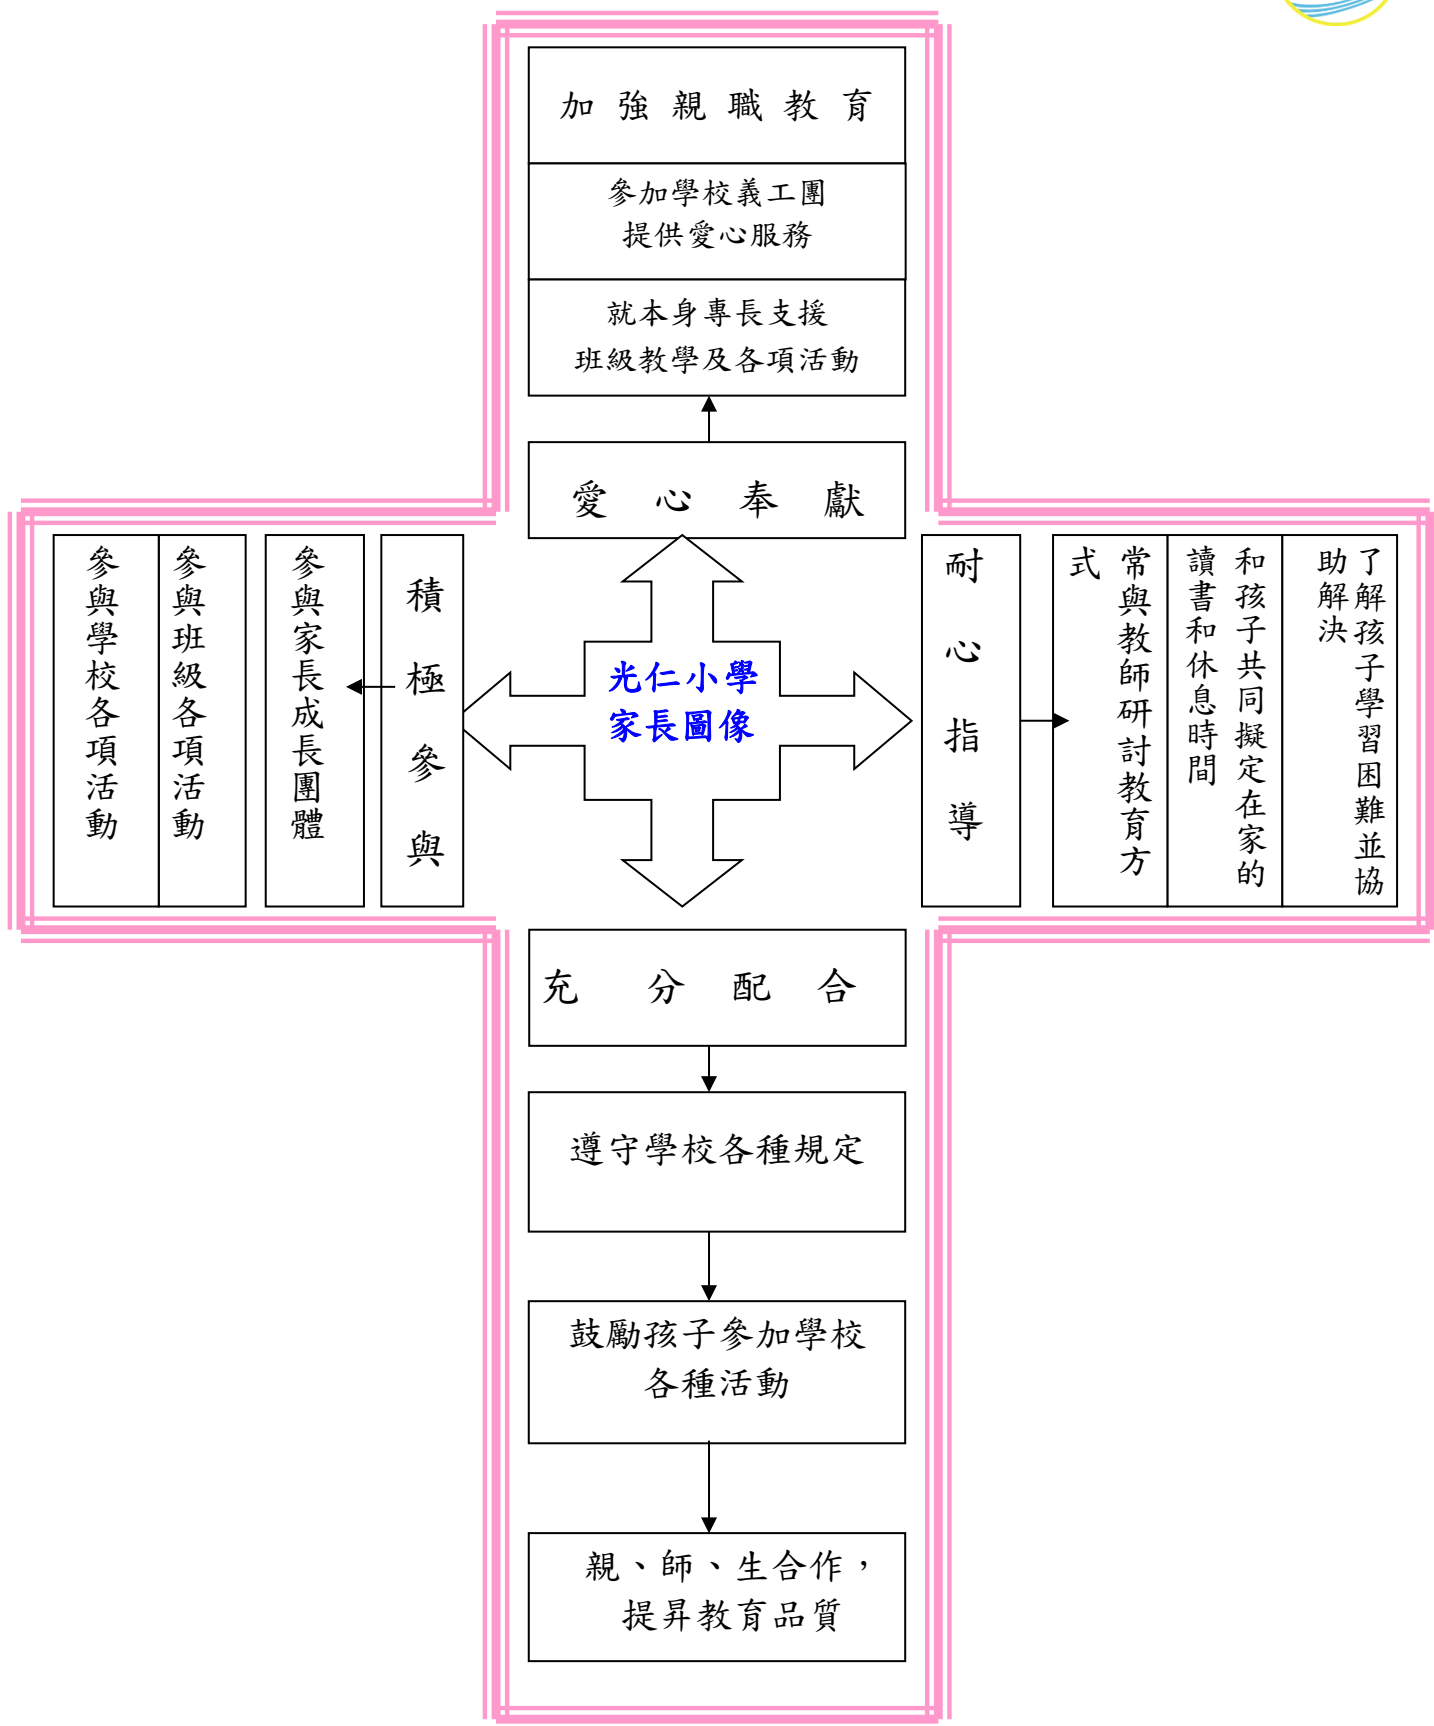 加強親職教育
參加學校義工團
提供愛心服務
就本身專長支援
班級教學及各項活動
愛心奉獻
光仁小學
家長圖像
積極參與
參與家長成長團體
參與班級各項活動
參與學校各項活動
耐心指導
了解孩子學習困難並協
助解決
和孩子共同擬定在家的
讀書和休息時間
常與教師研討教育方
式
充分配合
遵守學校各種規定
鼓勵孩子參加學校
各種活動
親、師、生合作，
提昇教育品質